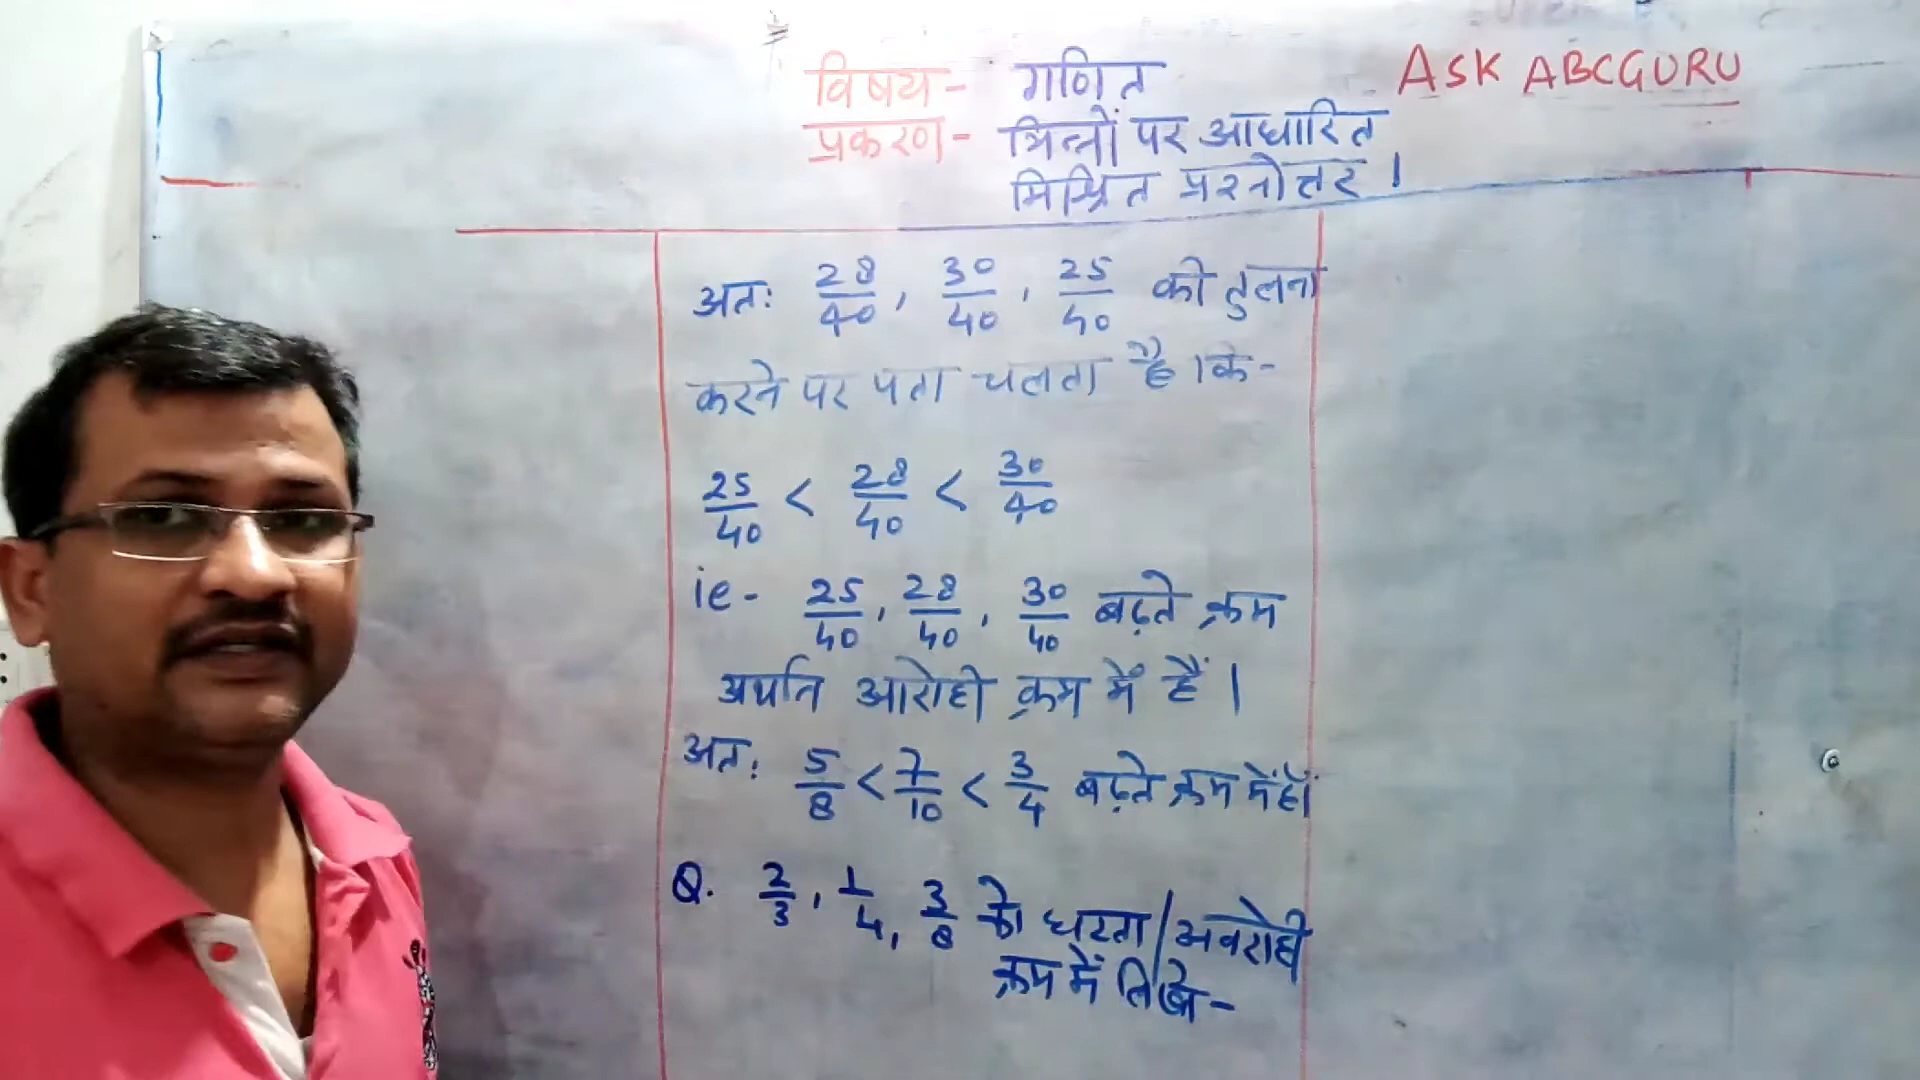 विषय- गणित
ASK ABCGURU
प्रकरण- भिन्नों पर आधारित
मिश्रित प्रश्नोत्तर ।
अतः 28/40, 30/40, 25/40 की तुलना
करने पर पता चलता है कि-
25/40 < 28/40 < 30/40
ie- 25/40, 28/40, 30/40 बढ़ते क्रम
अर्थात आरोही क्रम में हैं ।
अतः 5/8 < 7/10 < 3/4 बढ़ते क्रम में हैं।
Q. 2/3, 1/4, 3/8 को घटता/अवरोही
क्रम में लिखे-